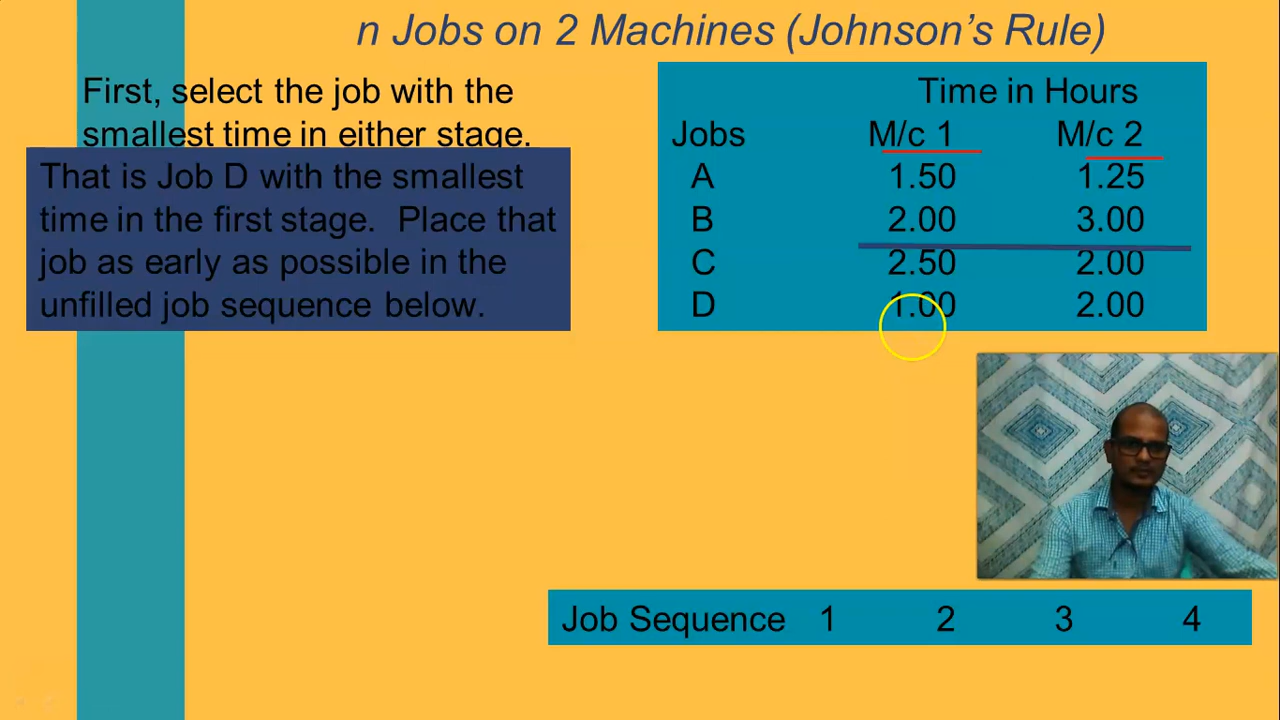 n Jobs on 2 Machines (Johnson's Rule)
First, select the job with the
smallest time in either stage.
That is Job D with the smallest
time in the first stage. Place that
job as early as possible in the
unfilled job sequence below.
Time in Hours
Jobs M/c 1 M/c 2
A 1.50 1.25
B 2.00 3.00
C 2.50 2.00
D 1.00 2.00
Job Sequence 1 2 3 4